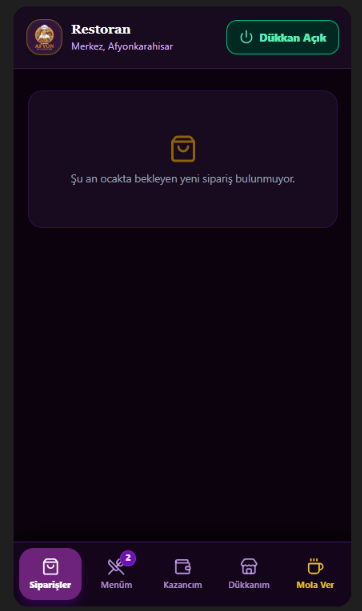 Restoran
Merkez, Afyonkarahisar
Dükkan Açık
Şu an ocakta bekleyen yeni sipariş bulunmuyor.
2
Siparişler
Menüm
Kazancım
Dükkanım
Mola Ver